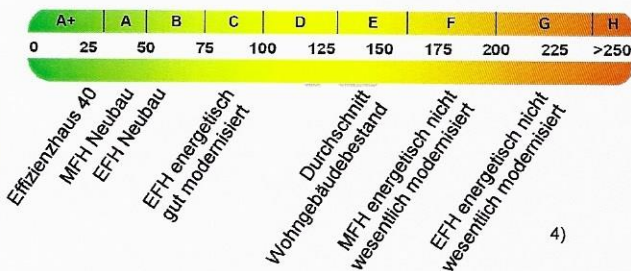 A+ A B C D E F G H
0 25 50 75 100 125 150 175 200 225 >250
Effizienzhaus 40
MFH Neubau
EFH Neubau
EFH energetisch
gut modernisiert
Durchschnitt
Wohngebäudebestand
MFH energetisch nicht
wesentlich modernisiert
EFH energetisch nicht
wesentlich modernisiert
4)